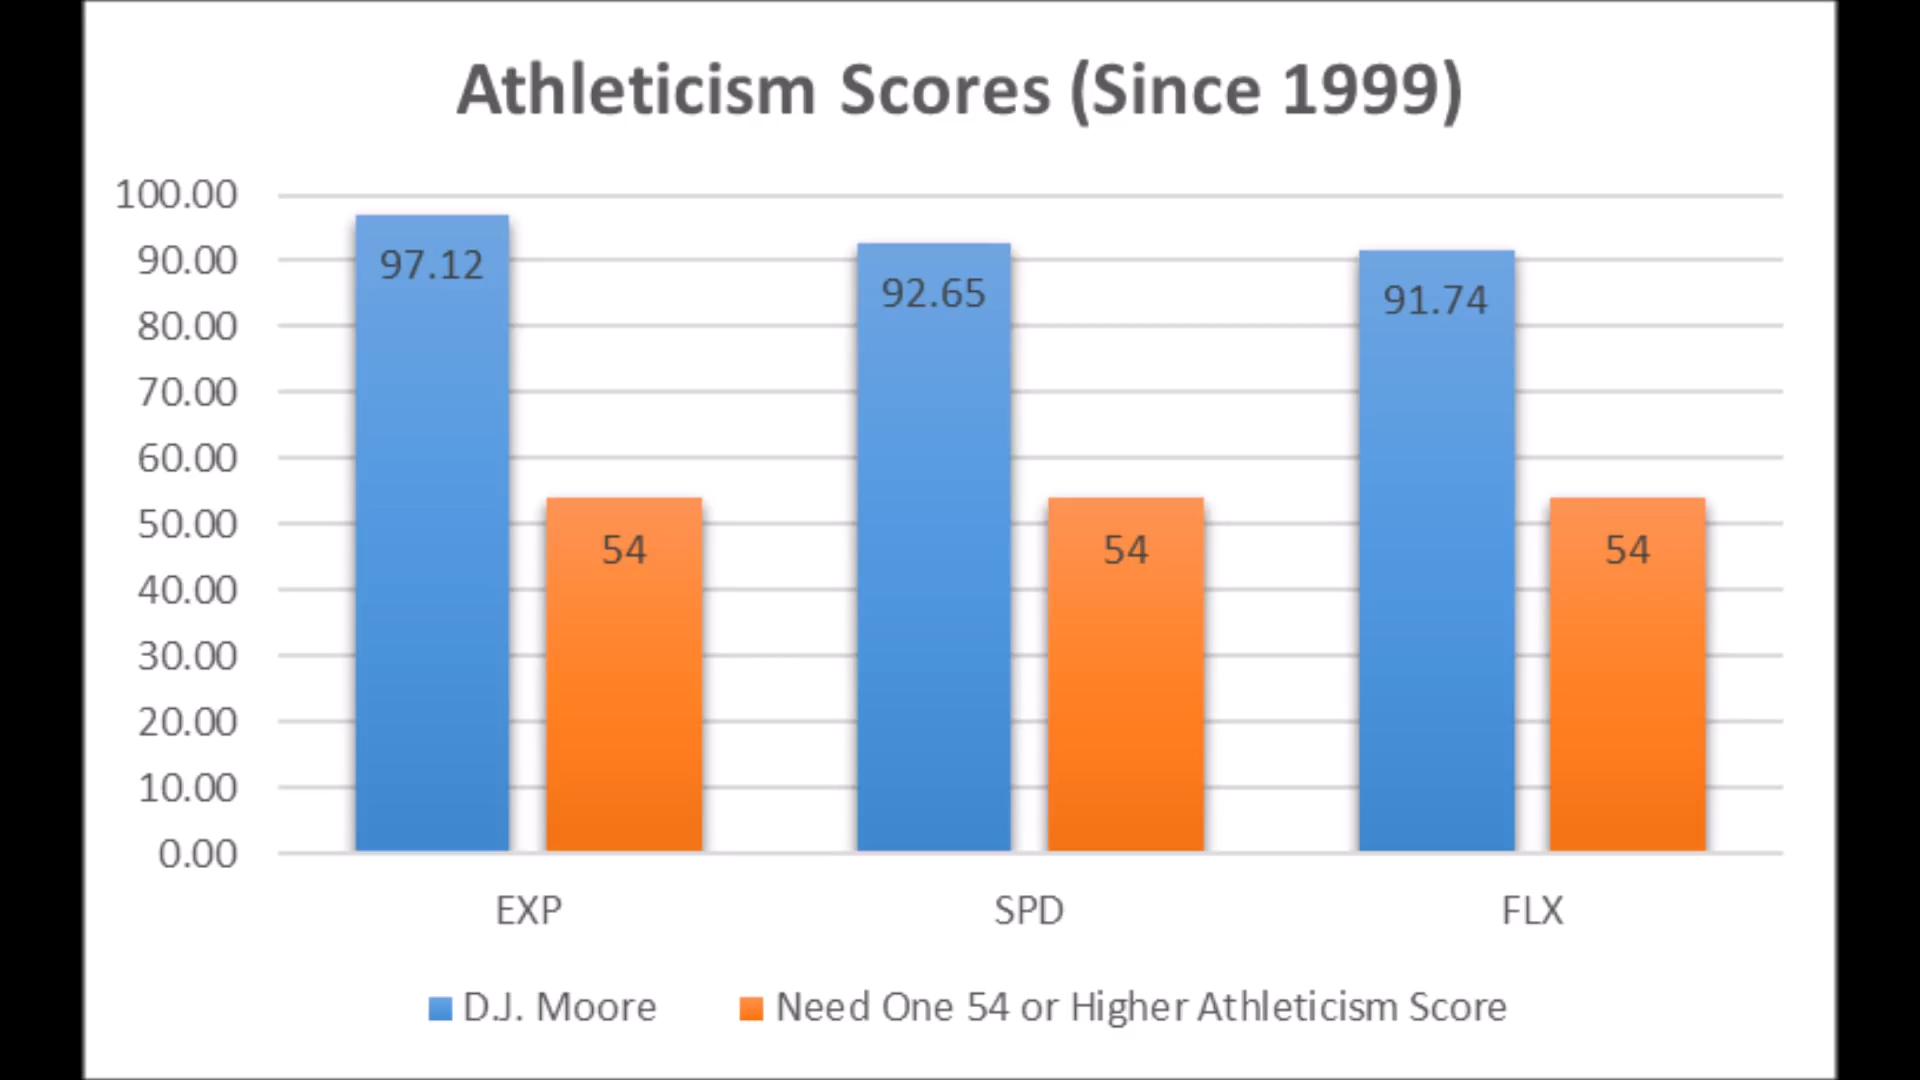 Athleticism Scores (Since 1999)
100.00
90.00
80.00
70.00
60.00
50.00
40.00
30.00
20.00
10.00
0.00
97.12
54
92.65
54
91.74
54
EXP
SPD
FLX
D.J. Moore
Need One 54 or Higher Athleticism Score